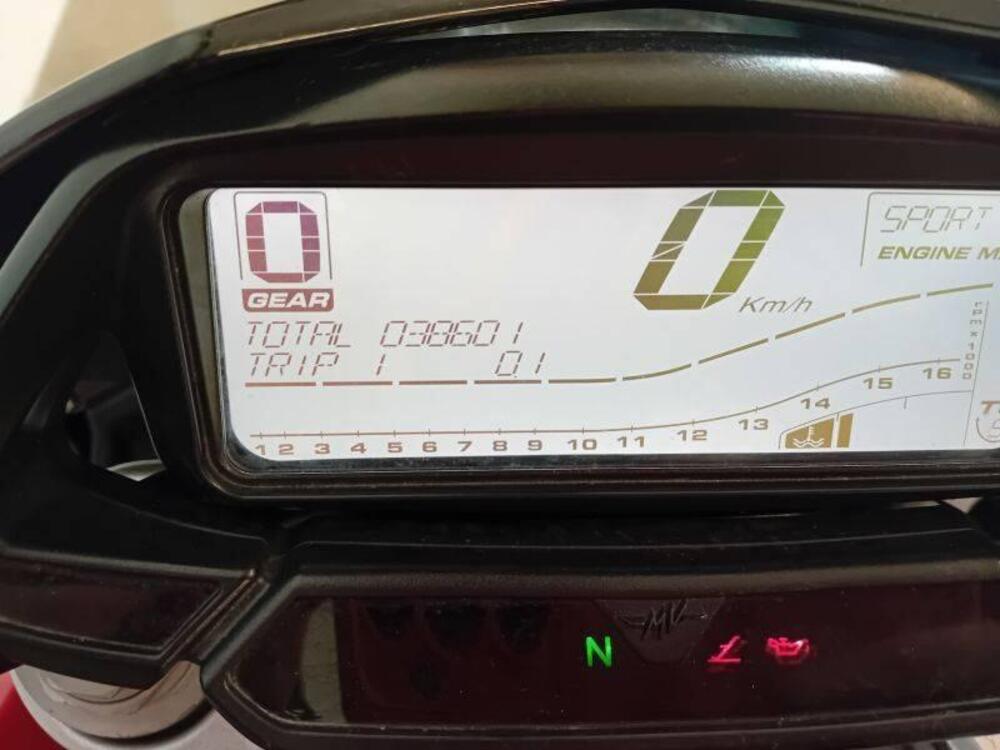 0
GEAR
0
Km/h
SPORT
ENGINE
TOTAL 038601
TRIP 1 0.1
rpm x 1000
1 2 3 4 5 6 7 8 9 10 11 12 13 14 15 16
N
MV